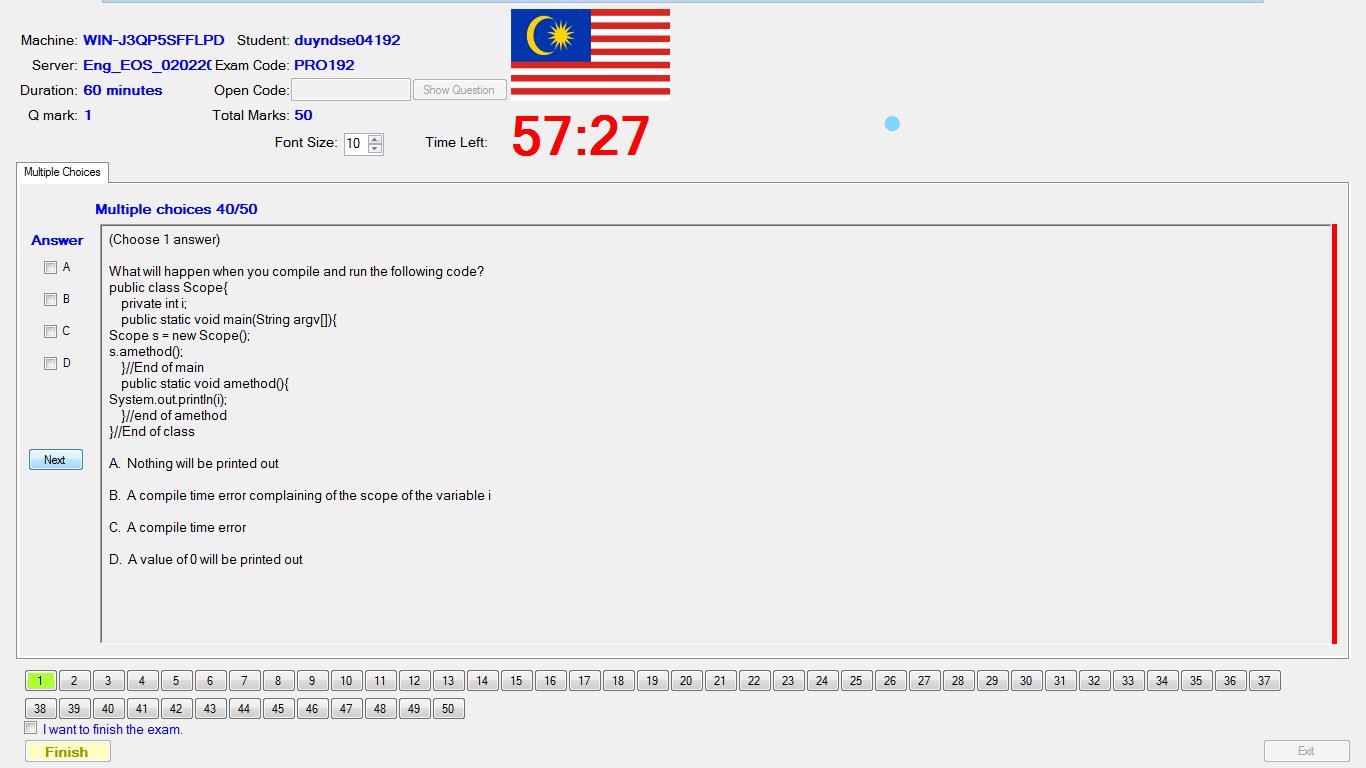 Machine: WIN-J3QP5SFFLPD Student: duyndse04192
Server: Eng_EOS_020220 Exam Code: PRO192
Duration: 60 minutes Open Code: Show Question
Q mark: 1 Total Marks: 50
Font Size: 10 Time Left: 57:27
Multiple Choices
Multiple choices 40/50
Answer
A
B
C
D
Next
(Choose 1 answer)
What will happen when you compile and run the following code?
public class Scope{
private int i;
public static void main(String argv[]){
Scope s = new Scope();
s.amethod();
}//End of main
public static void amethod(){
System.out.println(i);
}//end of amethod
}//End of class
A. Nothing will be printed out
B. A compile time error complaining of the scope of the variable i
C. A compile time error
D. A value of 0 will be printed out
1 2 3 4 5 6 7 8 9 10 11 12 13 14 15 16 17 18 19 20 21 22 23 24 25 26 27 28 29 30 31 32 33 34 35 36 37
38 39 40 41 42 43 44 45 46 47 48 49 50
I want to finish the exam.
Finish Exit